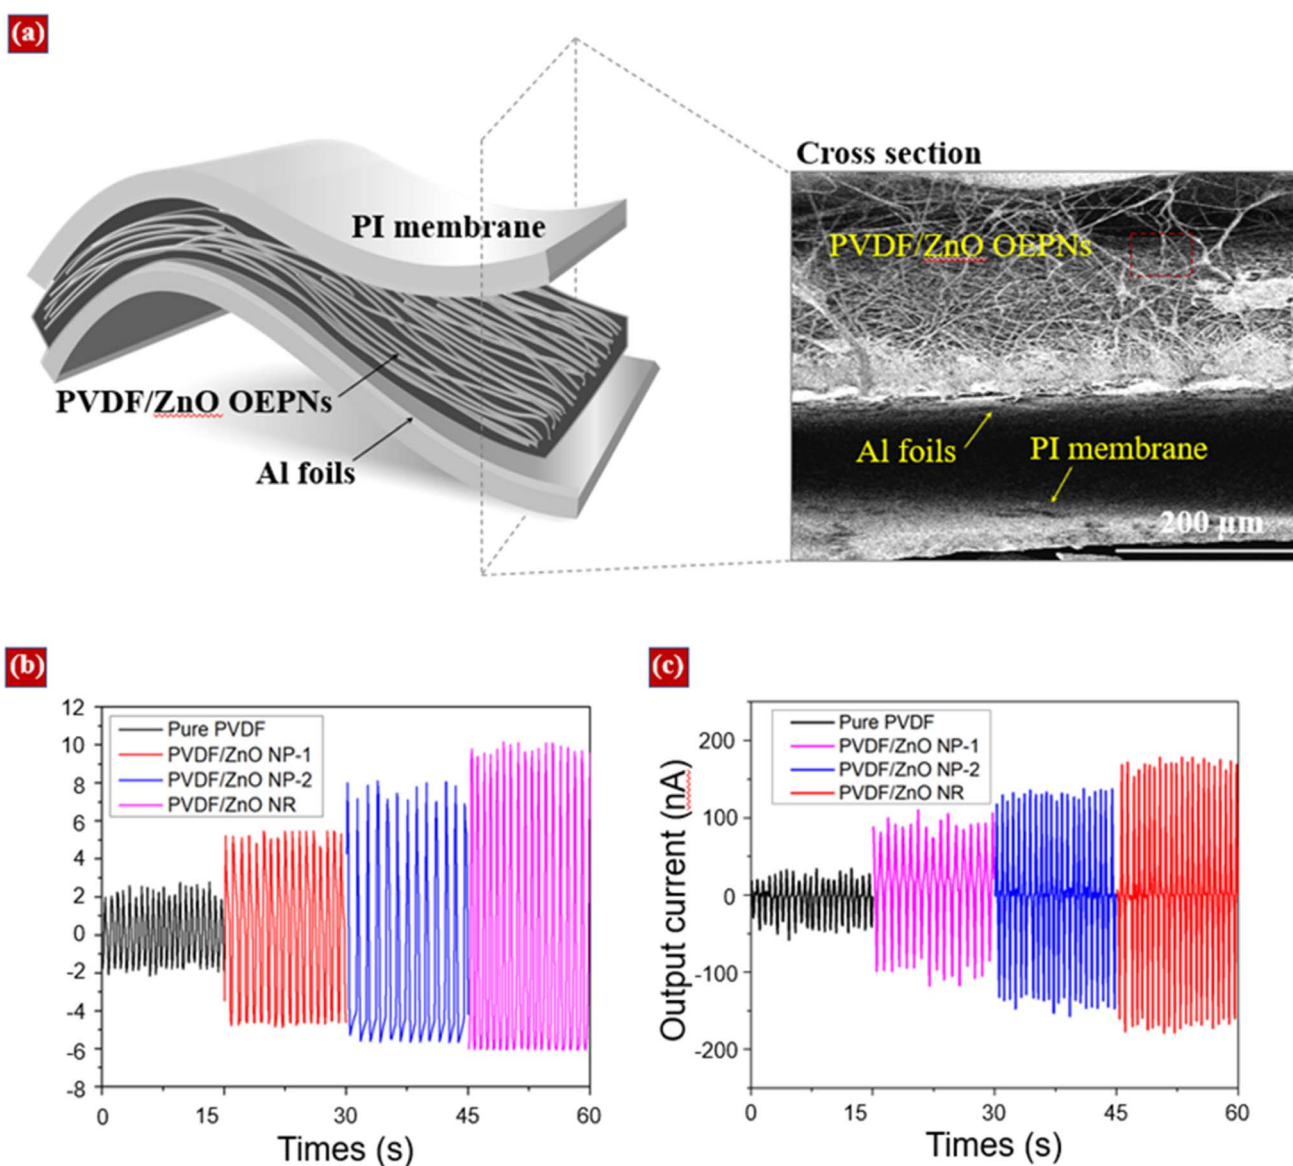 (a)
Cross section
PI membrane
PVDF/ZnO OEPNs
PVDF/ZnO OEPNs
Al foils
Al foils
PI membrane
200 μm
(b)
12
10
8
6
4
2
0
-2
-4
-6
-8
Pure PVDF
PVDF/ZnO NP-1
PVDF/ZnO NP-2
PVDF/ZnO NR
0 15 30 45 60
Times (s)
(c)
Output current (nA)
200
100
0
-100
-200
Pure PVDF
PVDF/ZnO NP-1
PVDF/ZnO NP-2
PVDF/ZnO NR
0 15 30 45 60
Times (s)